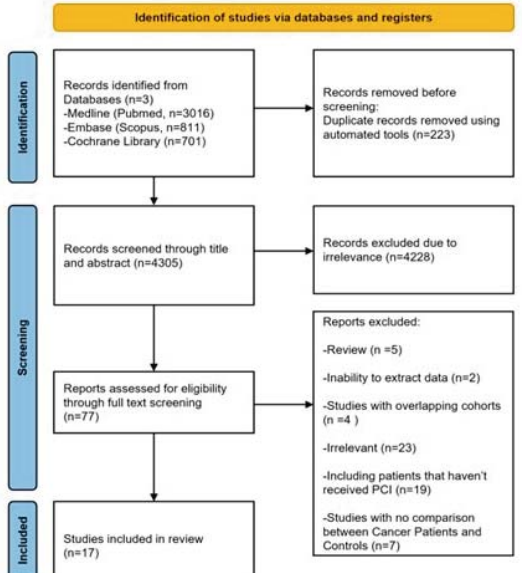 Identification of studies via databases and registers
Identification
Records identified from
Databases (n=3)
-Medline (Pubmed, n=3016)
-Embase (Scopus, n=811)
-Cochrane Library (n=701)
Records removed before
screening:
Duplicate records removed using
automated tools (n=223)
Screening
Records screened through title
and abstract (n=4305)
Records excluded due to
irrelevance (n=4228)
Reports assessed for eligibility
through full text screening
(n=77)
Reports excluded:
-Review (n =5)
-Inability to extract data (n=2)
-Studies with overlapping cohorts
(n =4 )
-Irrelevant (n=23)
-Including patients that haven't
received PCI (n=19)
-Studies with no comparison
between Cancer Patients and
Controls (n=7)
Included
Studies included in review
(n=17)